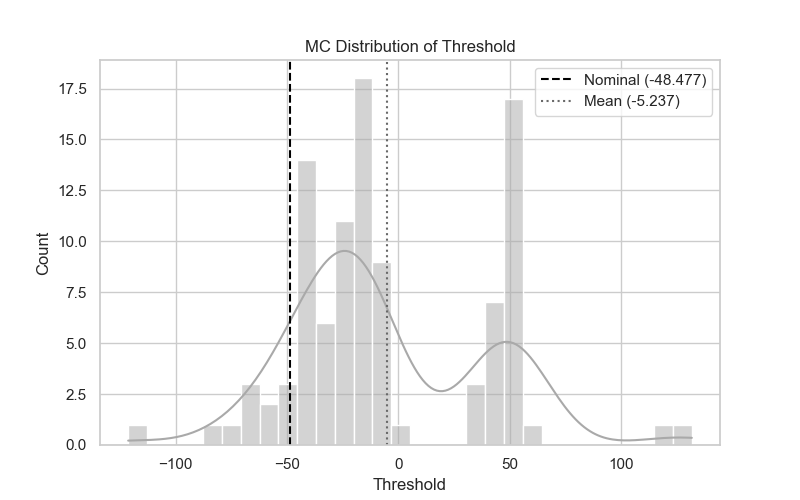 MC Distribution of Threshold
Nominal (-48.477)
Mean (-5.237)
17.5
15.0
12.5
10.0
7.5
5.0
2.5
0.0
Count
−100
−50
0
50
100
Threshold